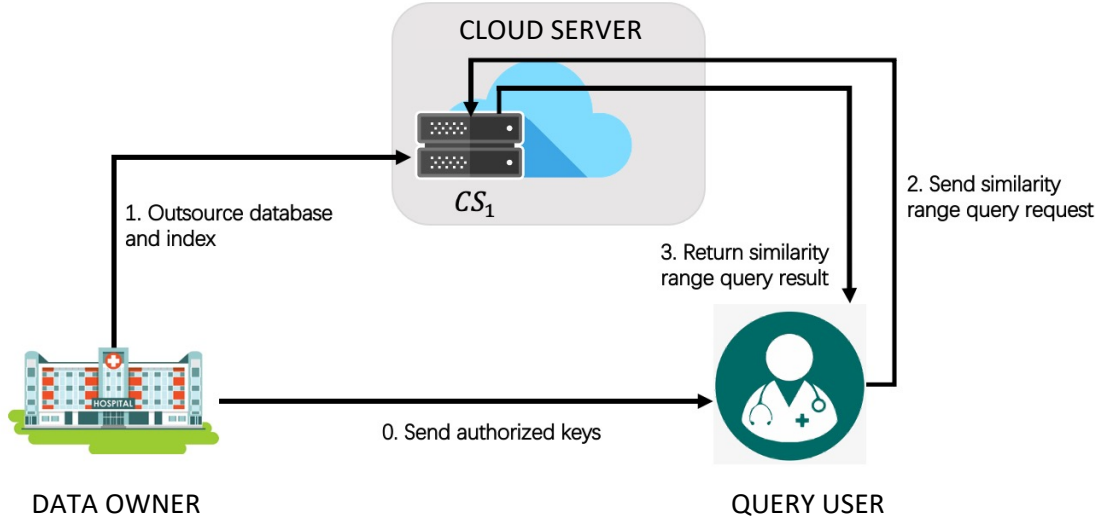 CLOUD SERVER
CS₁
1. Outsource database
and index
2. Send similarity
range query request
3. Return similarity
range query result
HOSPITAL
0. Send authorized keys
DATA OWNER
QUERY USER